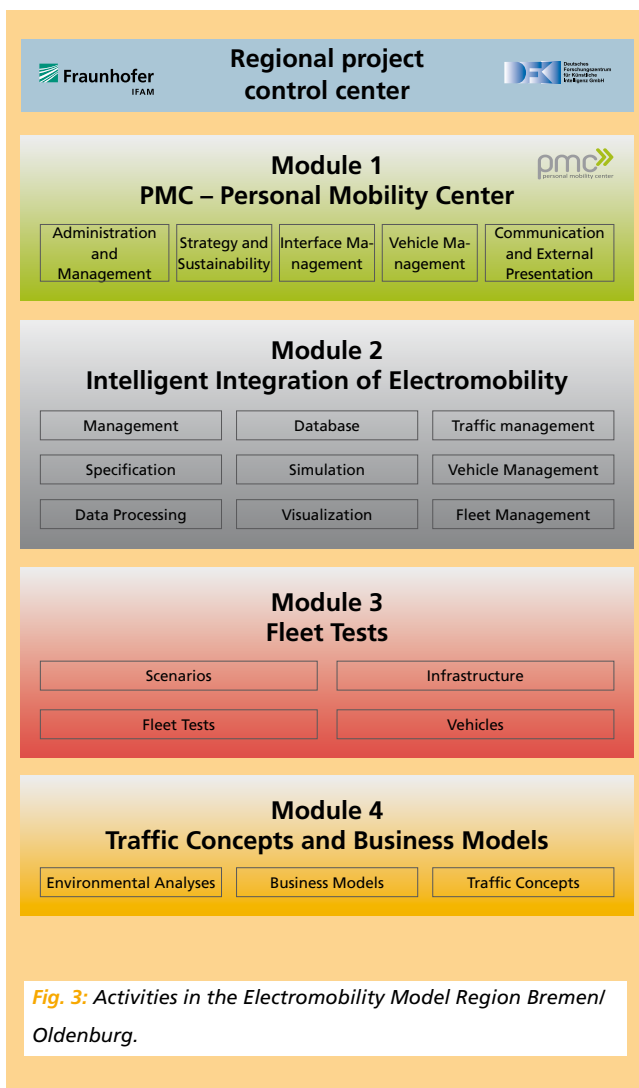 Fraunhofer
IFAM
Regional project
control center
DFKI
Deutsches
Forschungszentrum
für Künstliche
Intelligenz GmbH
Module 1
PMC – Personal Mobility Center
pmc
personal mobility center
Administration
and
Management
Strategy and
Sustainability
Interface Ma-
nagement
Vehicle Ma-
nagement
Communication
and External
Presentation
Module 2
Intelligent Integration of Electromobility
Management
Database
Traffic management
Specification
Simulation
Vehicle Management
Data Processing
Visualization
Fleet Management
Module 3
Fleet Tests
Scenarios
Infrastructure
Fleet Tests
Vehicles
Module 4
Traffic Concepts and Business Models
Environmental Analyses
Business Models
Traffic Concepts
Fig. 3: Activities in the Electromobility Model Region Bremen/
Oldenburg.